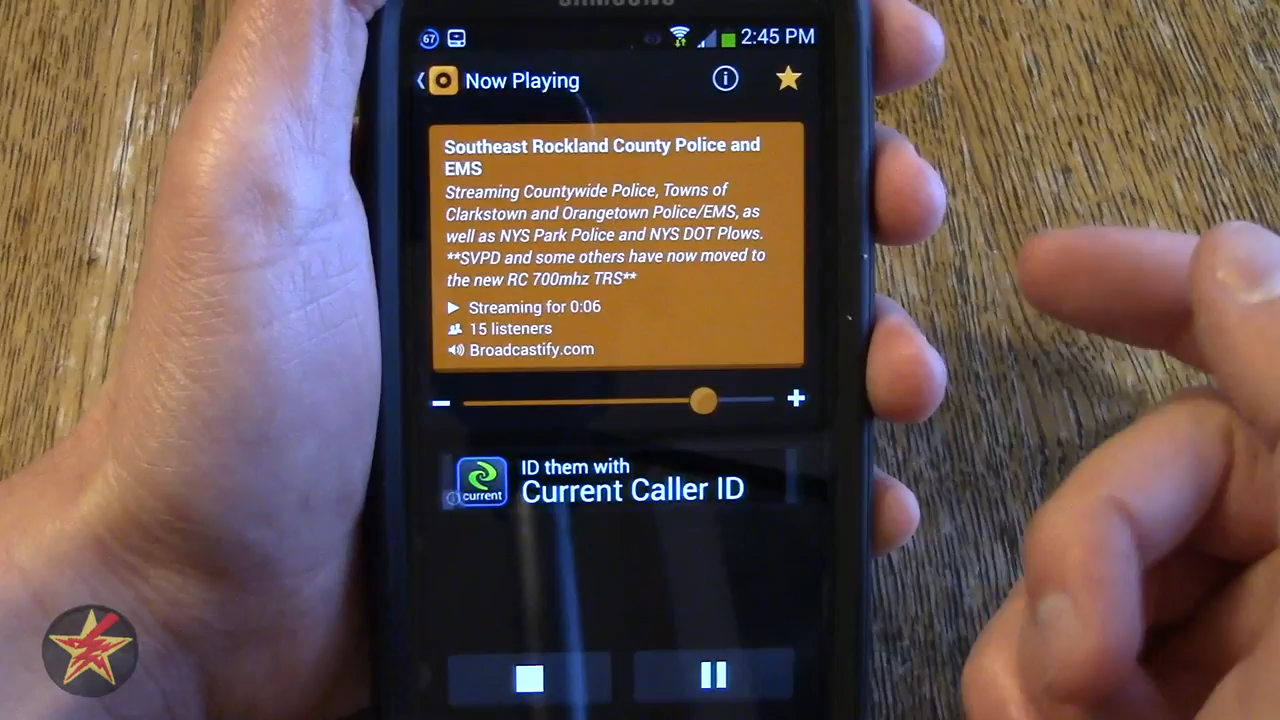 SAMSUNG
67
2:45 PM
Now Playing
Southeast Rockland County Police and
EMS
Streaming Countywide Police, Towns of
Clarkstown and Orangetown Police/EMS, as
well as NYS Park Police and NYS DOT Plows.
**SVPD and some others have now moved to
the new RC 700mhz TRS**
Streaming for 0:06
15 listeners
Broadcastify.com
ID them with
Current Caller ID
current